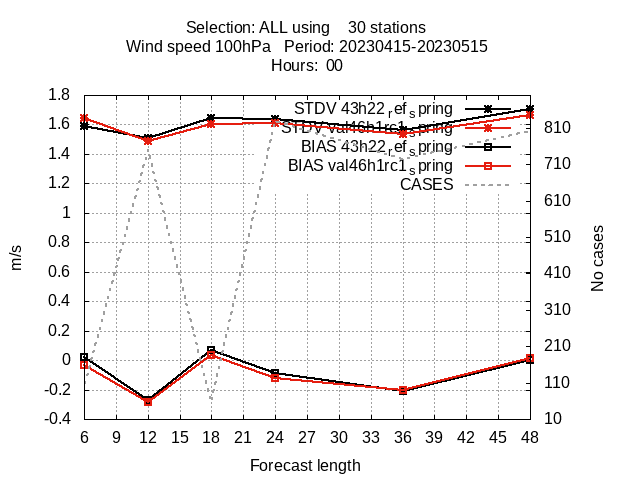 Selection: ALL using 30 stations
Wind speed 100hPa Period: 20230415-20230515
Hours: 00
1.8
1.6
1.4
1.2
1
0.8
0.6
0.4
0.2
0
-0.2
-0.4
m/s
STDV 43h22_ref_spring
STDV val46h1rc1_spring
BIAS 43h22_ref_spring
BIAS val46h1rc1_spring
CASES
810
710
610
510
410
310
210
110
10
No cases
6 9 12 15 18 21 24 27 30 33 36 39 42 45 48
Forecast length